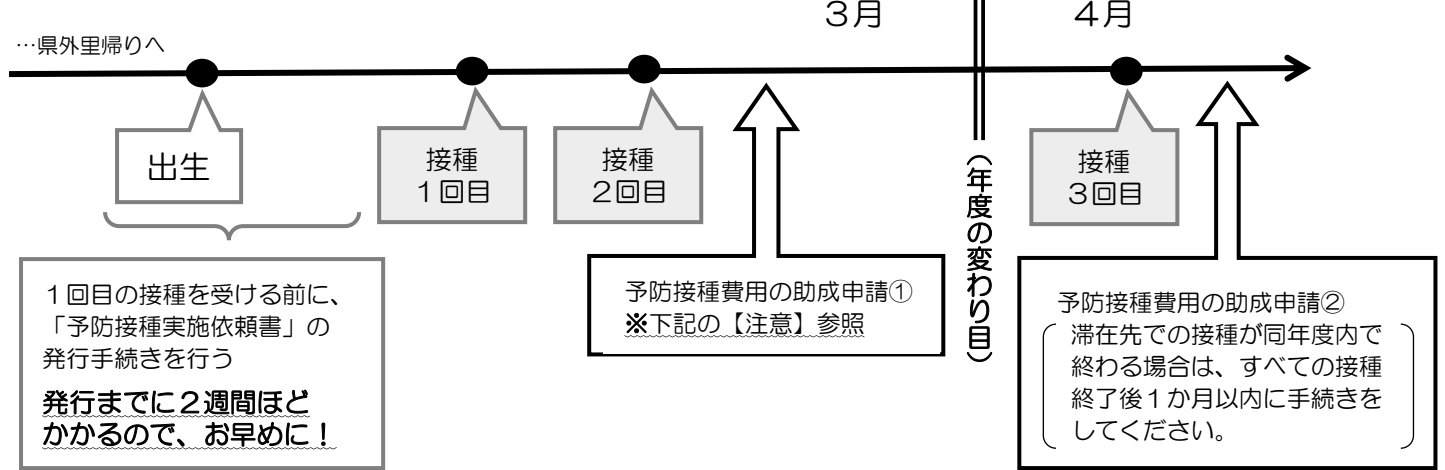 ３月
４月
…県外里帰りへ
出生
接種
１回目
接種
２回目
接種
３回目
（年度の変わり目）
１回目の接種を受ける前に、
「予防接種実施依頼書」の
発行手続きを行う
発行までに２週間ほど
かかるので、お早めに！
予防接種費用の助成申請①
※下記の【注意】参照
予防接種費用の助成申請②
滞在先での接種が同年度内で
終わる場合は、すべての接種
終了後１か月以内に手続きを
してください。